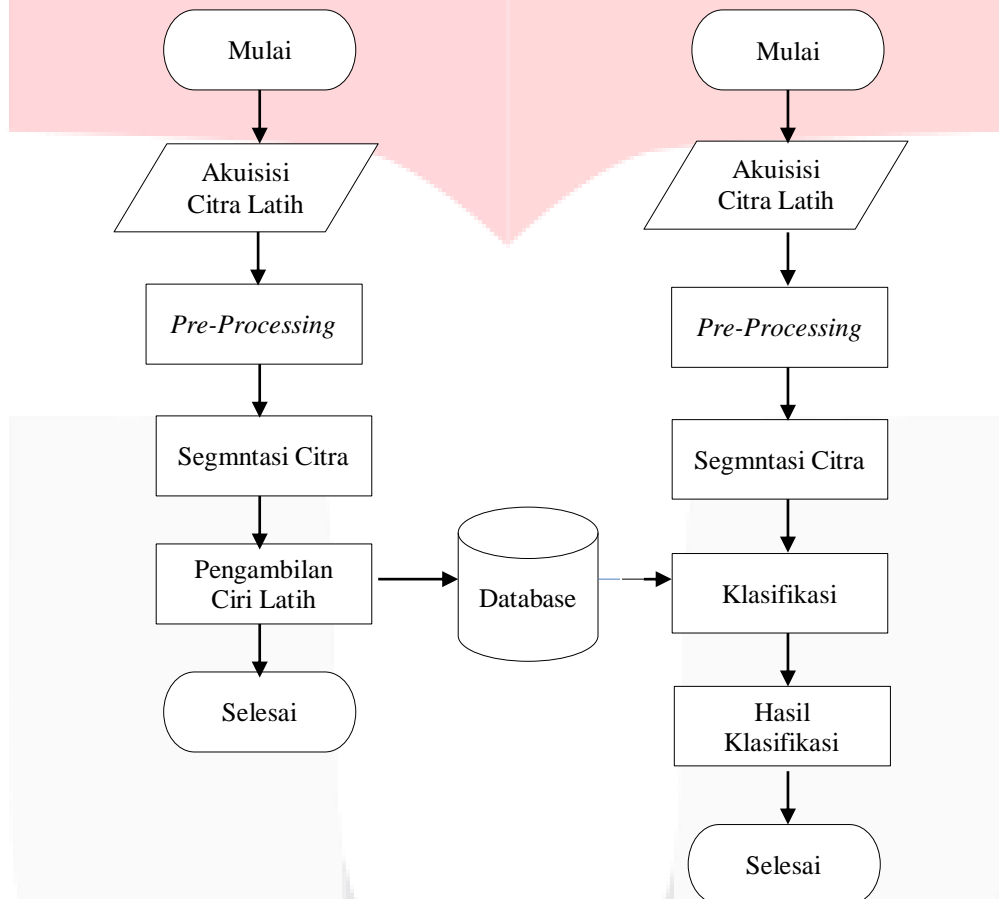 Mulai
Akuisisi
Citra Latih
Pre-Processing
Segmntasi Citra
Pengambilan
Ciri Latih
Selesai
Database
Mulai
Akuisisi
Citra Latih
Pre-Processing
Segmntasi Citra
Klasifikasi
Hasil
Klasifikasi
Selesai